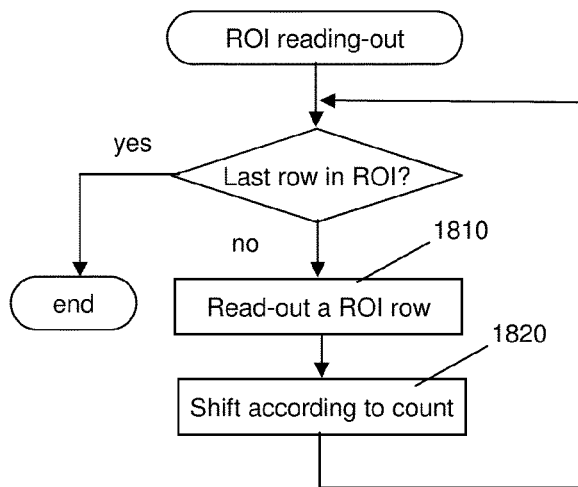 ROI reading-out
yes
Last row in ROI?
no
1810
end
Read-out a ROI row
1820
Shift according to count